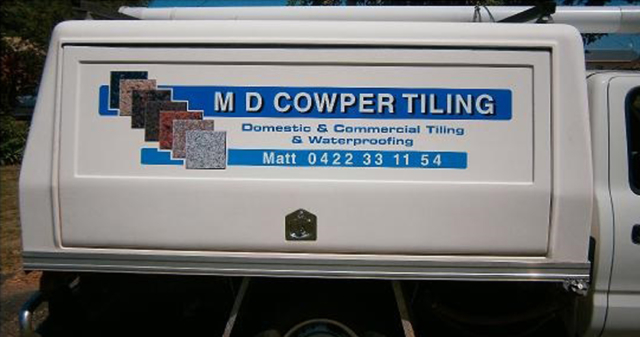 M D COWPER TILING
Domestic & Commercial Tiling
& Waterproofing
Matt 0422 33 11 54